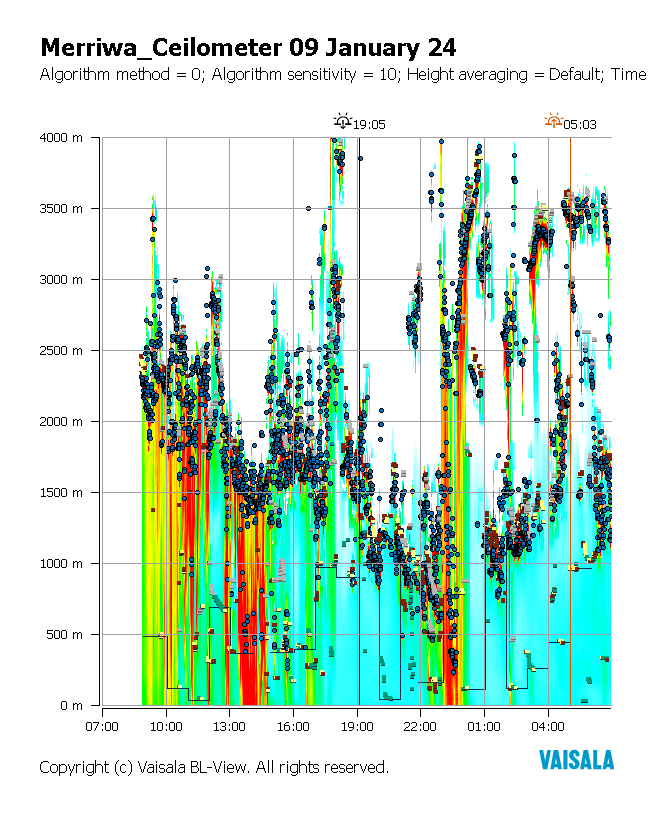 Merriwa_Ceilometer 09 January 24
Algorithm method = 0; Algorithm sensitivity = 10; Height averaging = Default; Time
19:05 05:03
4000 m
3500 m
3000 m
2500 m
2000 m
1500 m
1000 m
500 m
0 m
07:00 10:00 13:00 16:00 19:00 22:00 01:00 04:00
Copyright (c) Vaisala BL-View. All rights reserved.
VAISALA